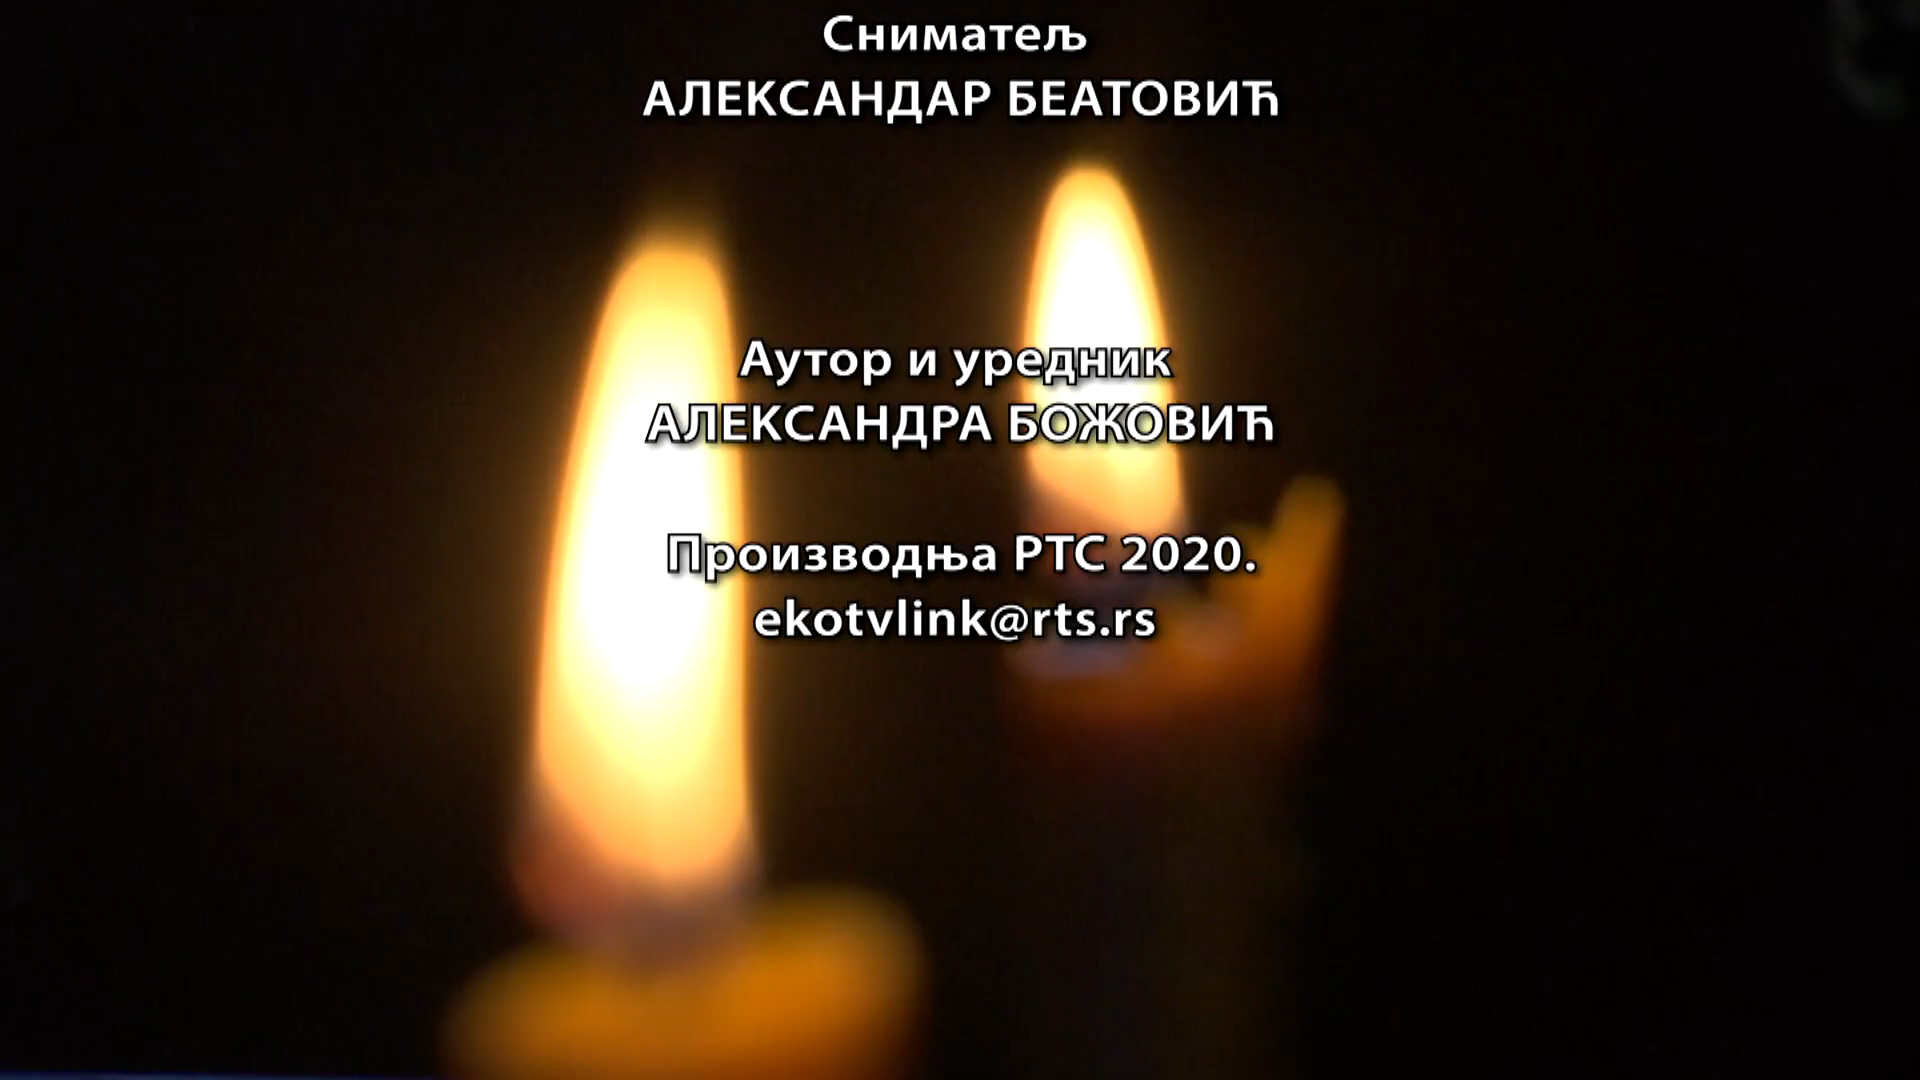 Сниматељ
АЛЕКСАНДАР БЕАТОВИЋ
Аутор и уредник
АЛЕКСАНДРА БОЖОВИЋ
Производња РТС 2020.
ekotvlink@rts.rs